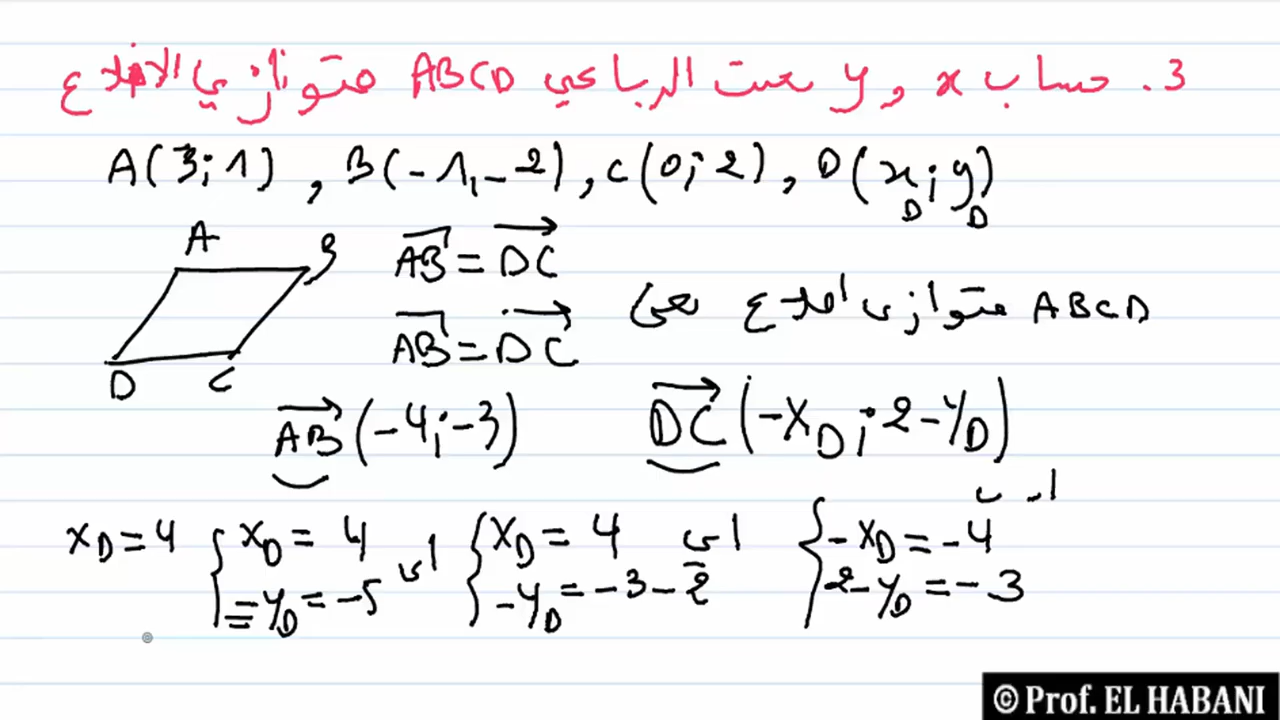 3. حساب x و y بحيث الرباعي ABCD متوازي الاضلاع
A(3;1) , B(-1,-2), C(0;2), D(x_D;y_D)
A B
D C
AB = DC
ABCD متوازي اضلاع يعني AB = DC
AB(-4;-3) DC(-x_D;2-y_D)
اي
{ -x_D = -4
2-y_D = -3
اي { x_D = 4
-y_D = -3-2
اي { x_D = 4
-y_D = -5
x_D = 4
© Prof. EL HABANI